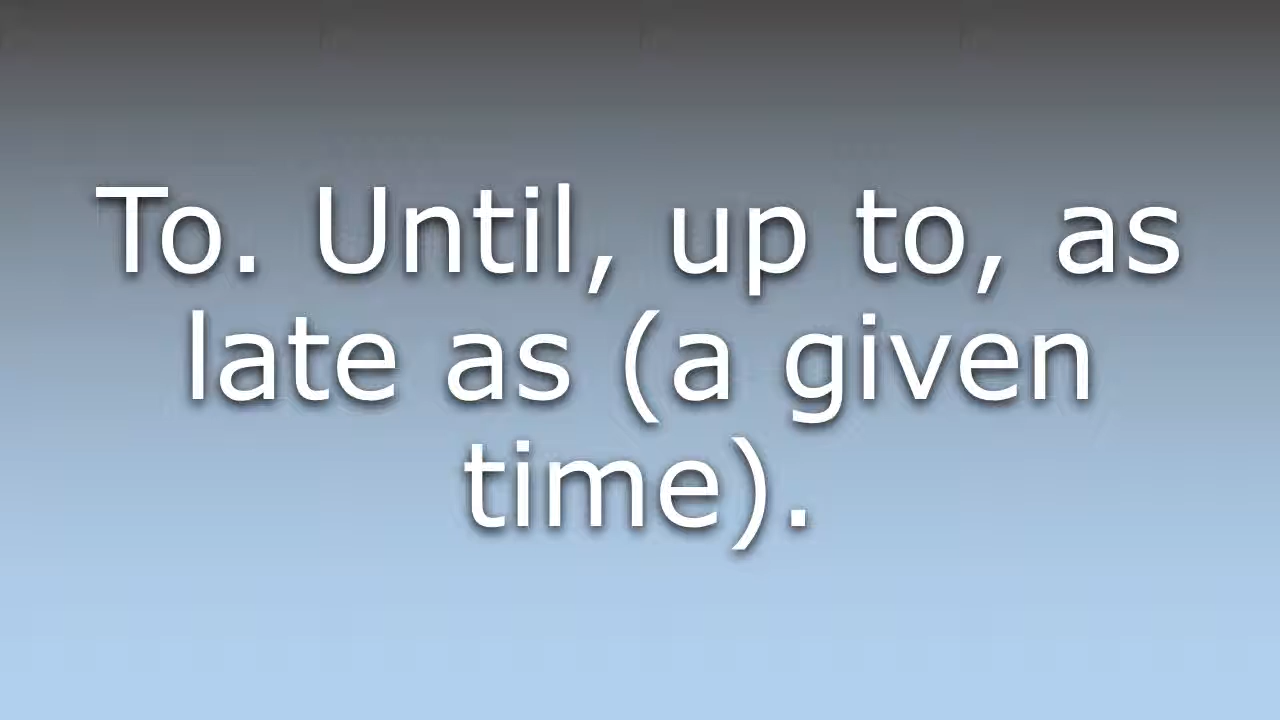 To. Until, up to, as
late as (a given
time).